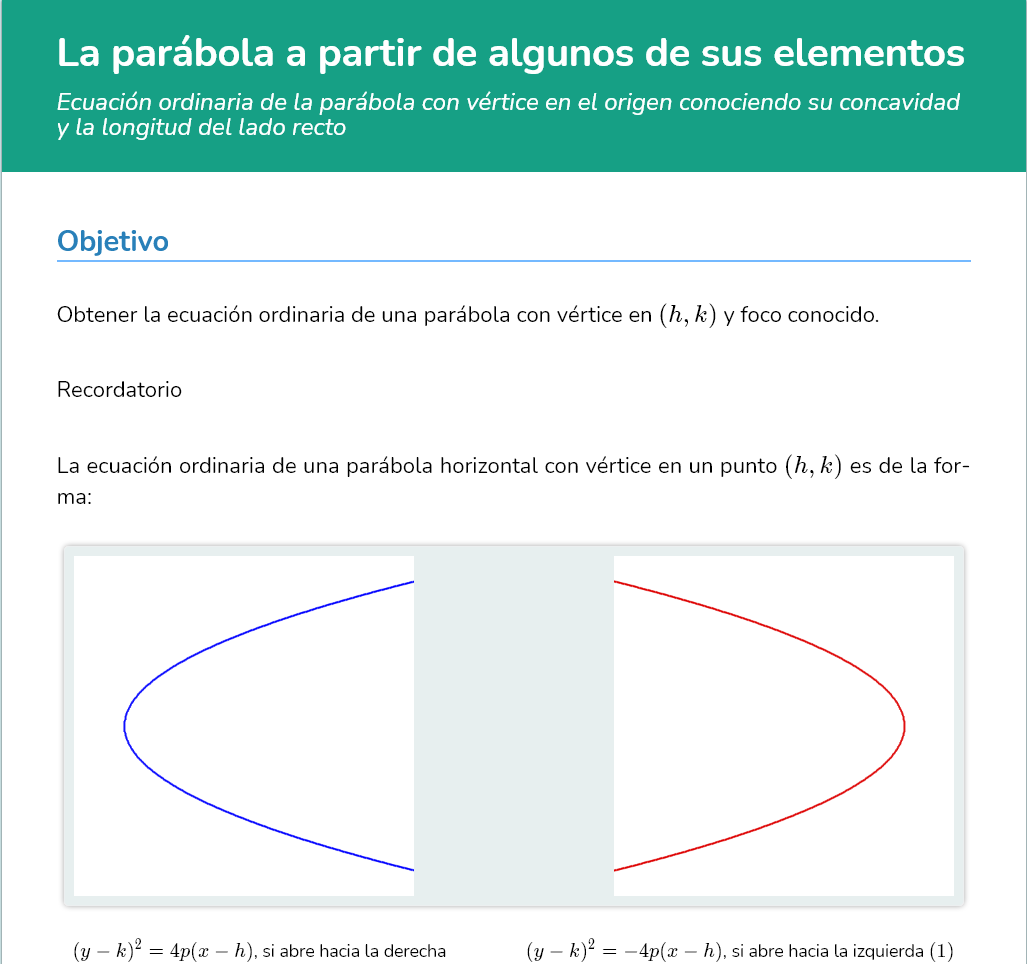 La parábola a partir de algunos de sus elementos
Ecuación ordinaria de la parábola con vértice en el origen conociendo su concavidad
y la longitud del lado recto
Objetivo
Obtener la ecuación ordinaria de una parábola con vértice en (h, k) y foco conocido.
Recordatorio
La ecuación ordinaria de una parábola horizontal con vértice en un punto (h, k) es de la for-
ma:
(y − k)² = 4p(x − h), si abre hacia la derecha
(y − k)² = −4p(x − h), si abre hacia la izquierda (1)